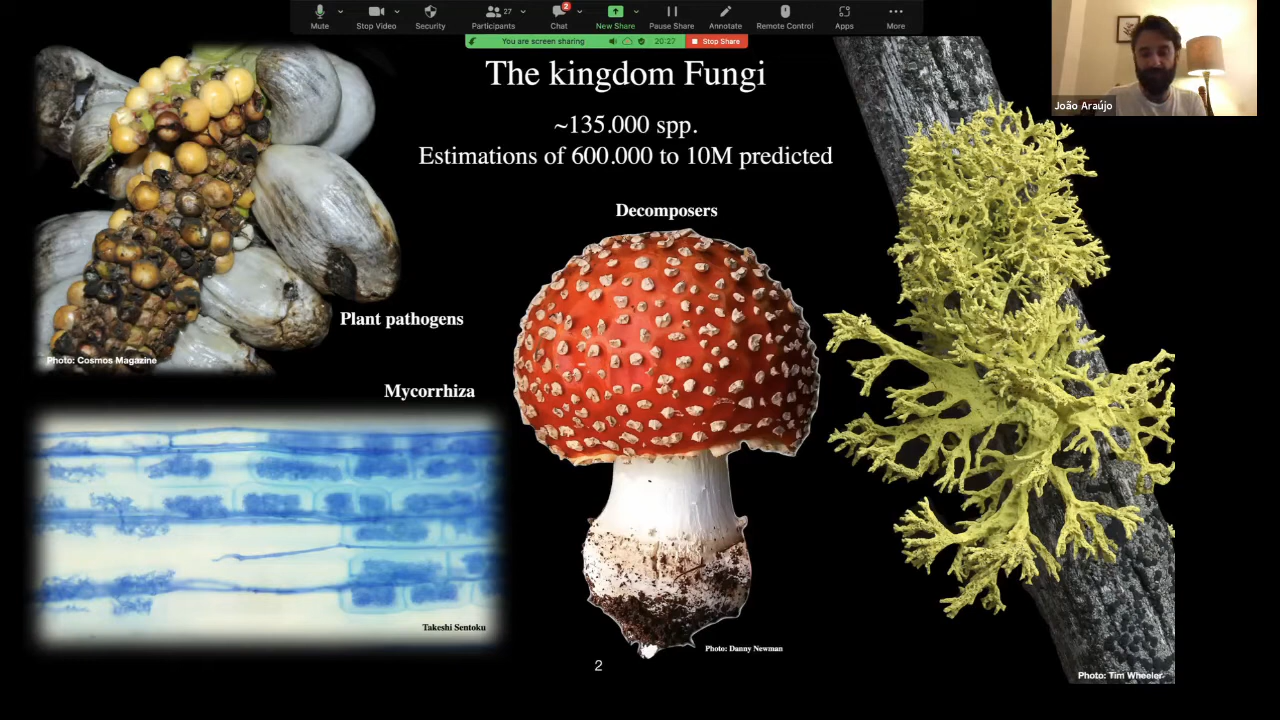 Mute
Stop Video
Security
Participants 27
Chat 2
New Share
Pause Share
Annotate
Remote Control
Apps
More
You are screen sharing
20:27
Stop Share
João Araújo
The kingdom Fungi
~135.000 spp.
Estimations of 600.000 to 10M predicted
Decomposers
Plant pathogens
Photo: Cosmos Magazine
Mycorrhiza
Takeshi Sentoku
Photo: Danny Newman
2
Photo: Tim Wheeler